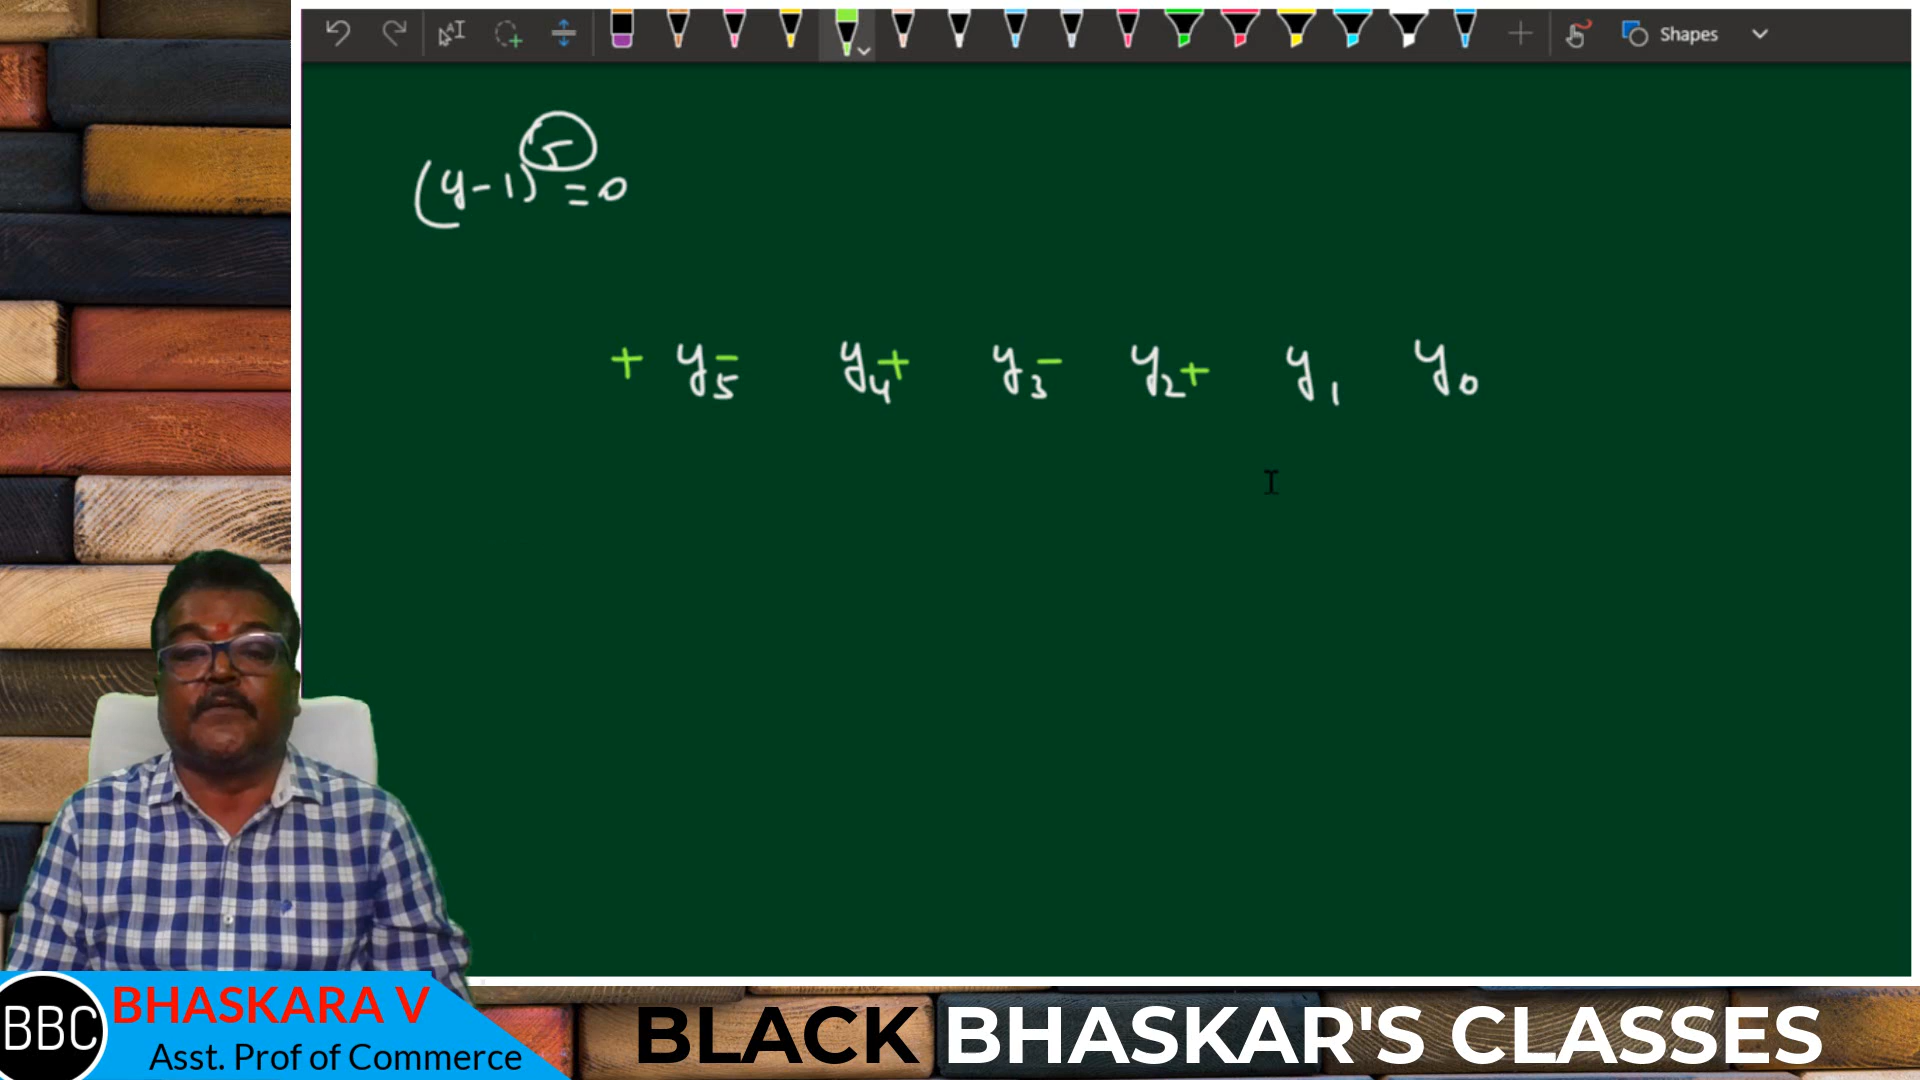 Shapes
(y-1)⁵ =0
+ y₅ - y₄ + y₃ - y₂ + y₁ y₀
BBC
BHASKARA V
Asst. Prof of Commerce
BLACK BHASKAR'S CLASSES